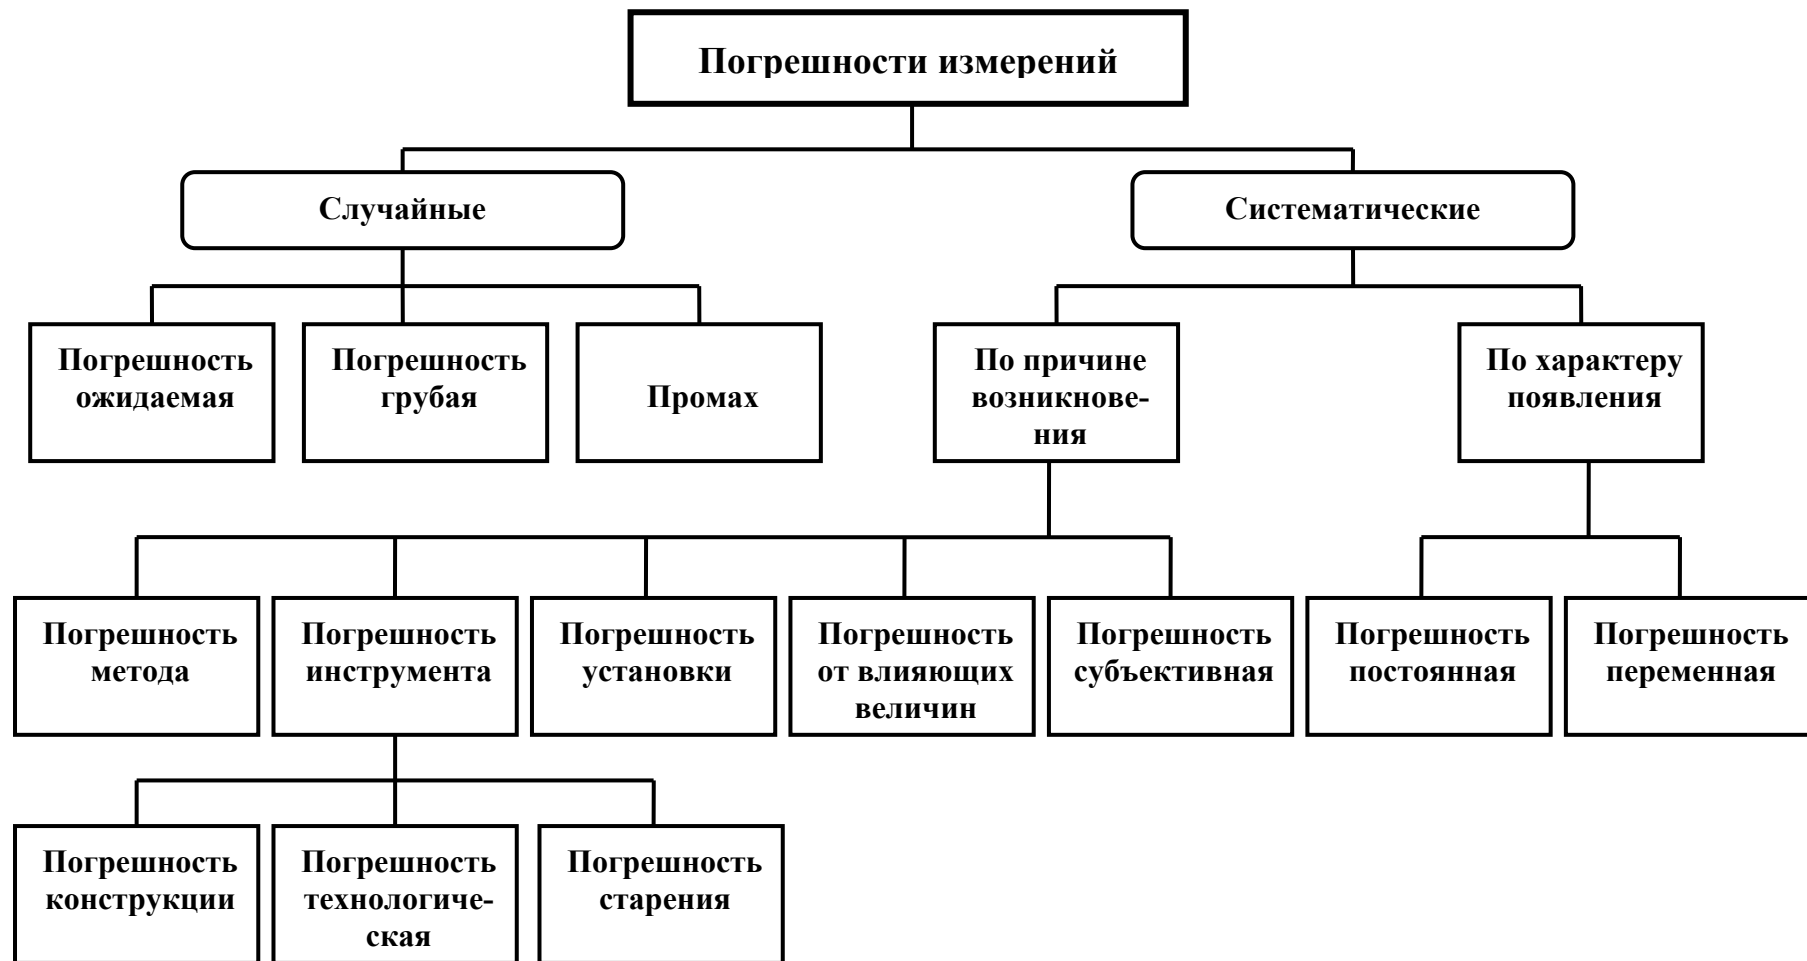 Погрешности измерений
Случайные
Систематические
Погрешность
ожидаемая
Погрешность
грубая
Промах
По причине
возникнове-
ния
По характеру
появления
Погрешность
метода
Погрешность
инструмента
Погрешность
установки
Погрешность
от влияющих
величин
Погрешность
субъективная
Погрешность
постоянная
Погрешность
переменная
Погрешность
конструкции
Погрешность
технологиче-
ская
Погрешность
старения